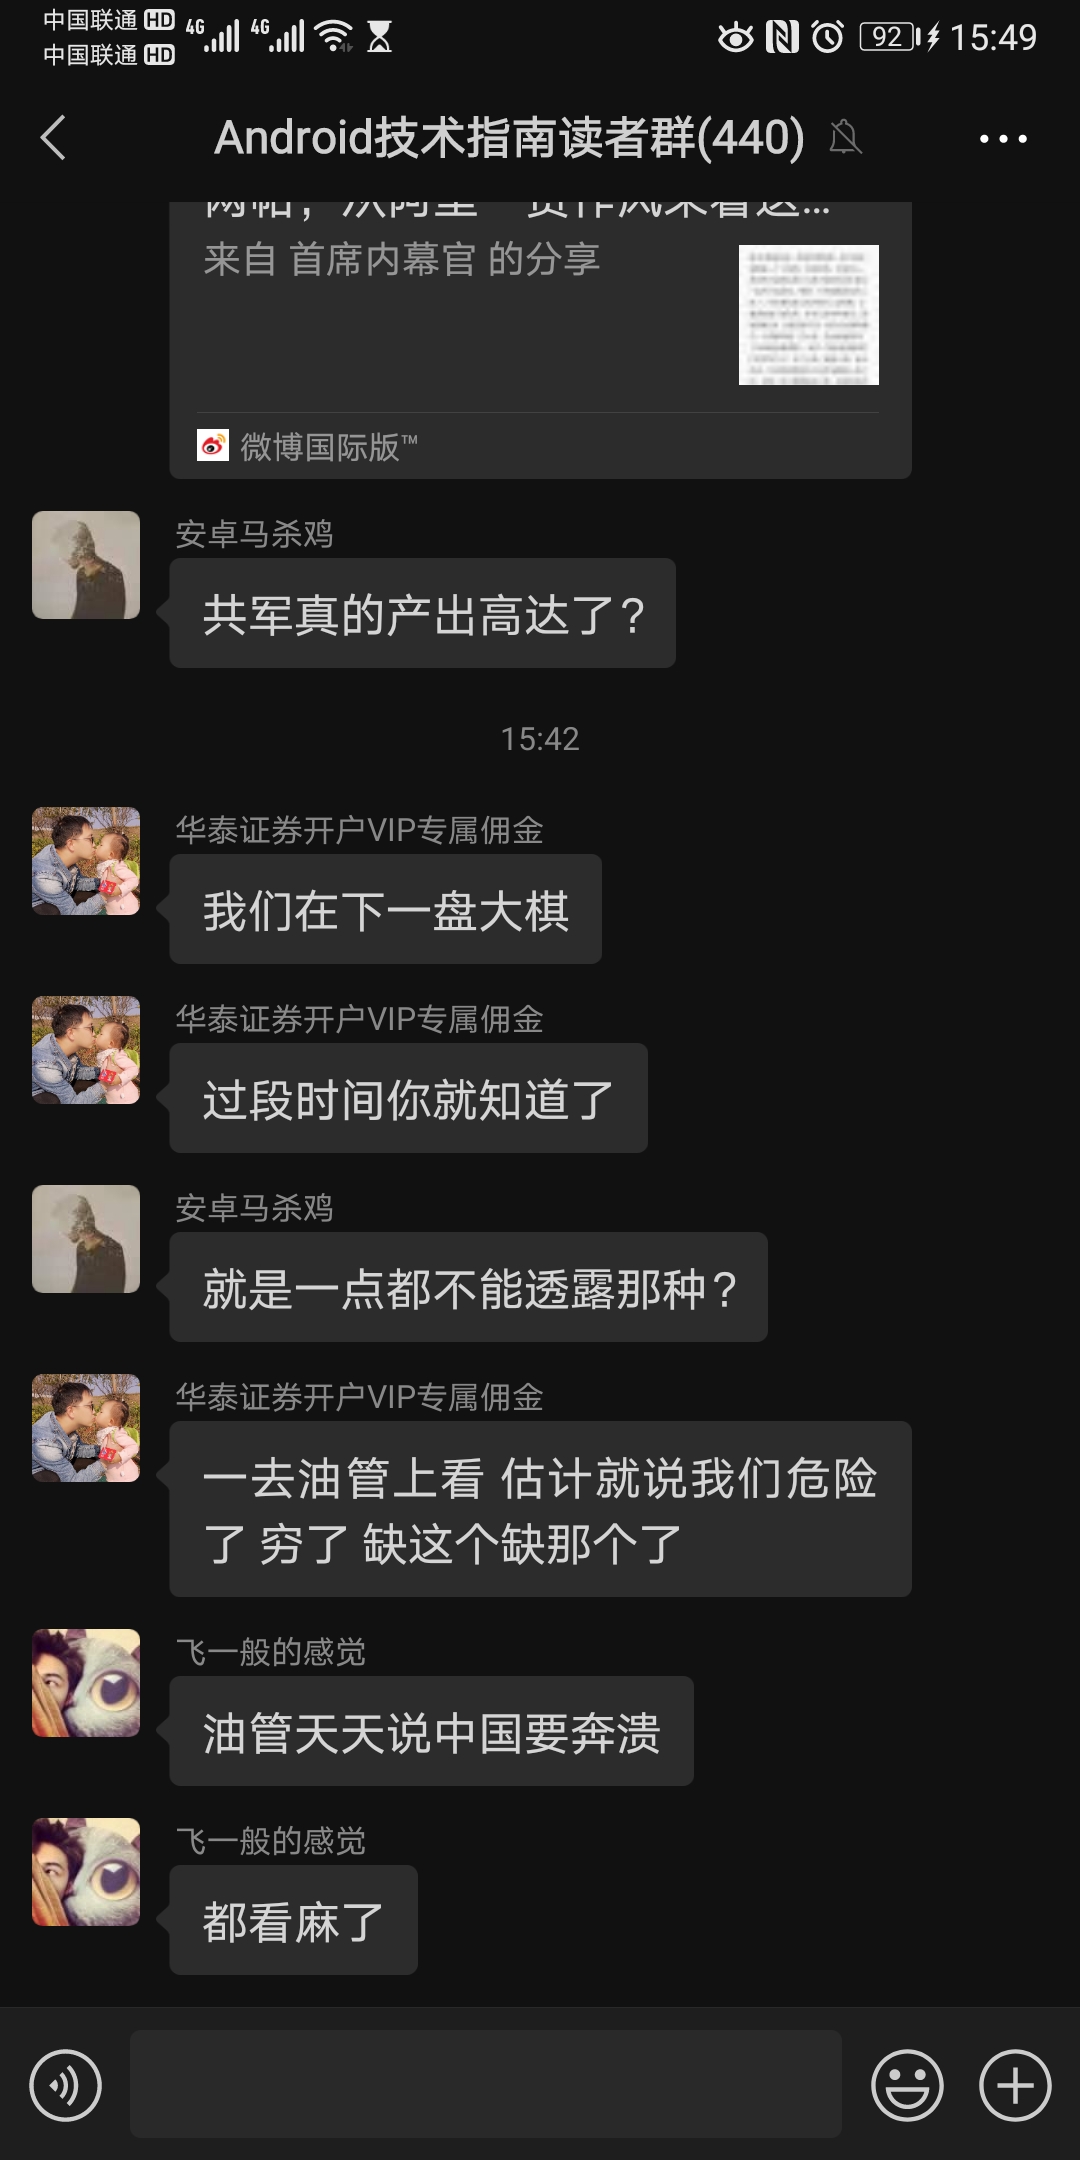 中国联通 HD 4G 4G 92 15:49
中国联通 HD
Android技术指南读者群(440)
来自 首席内幕官 的分享
微博国际版™
安卓马杀鸡
共军真的产出高达了?
15:42
华泰证券开户VIP专属佣金
我们在下一盘大棋
华泰证券开户VIP专属佣金
过段时间你就知道了
安卓马杀鸡
就是一点都不能透露那种?
华泰证券开户VIP专属佣金
一去油管上看 估计就说我们危险
了 穷了 缺这个缺那个了
飞一般的感觉
油管天天说中国要奔溃
飞一般的感觉
都看麻了